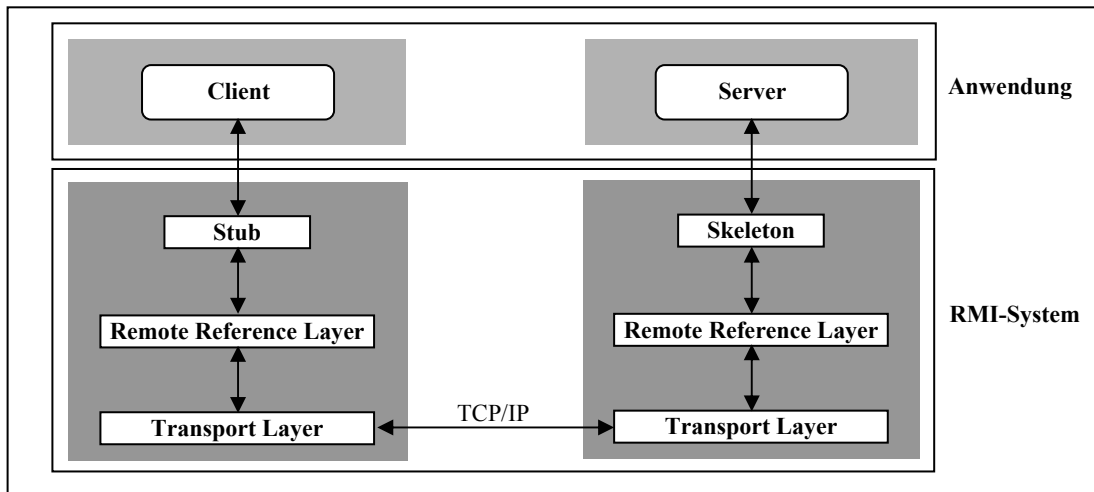 Client
Server
Anwendung
Stub
Skeleton
Remote Reference Layer
Remote Reference Layer
RMI-System
TCP/IP
Transport Layer
Transport Layer